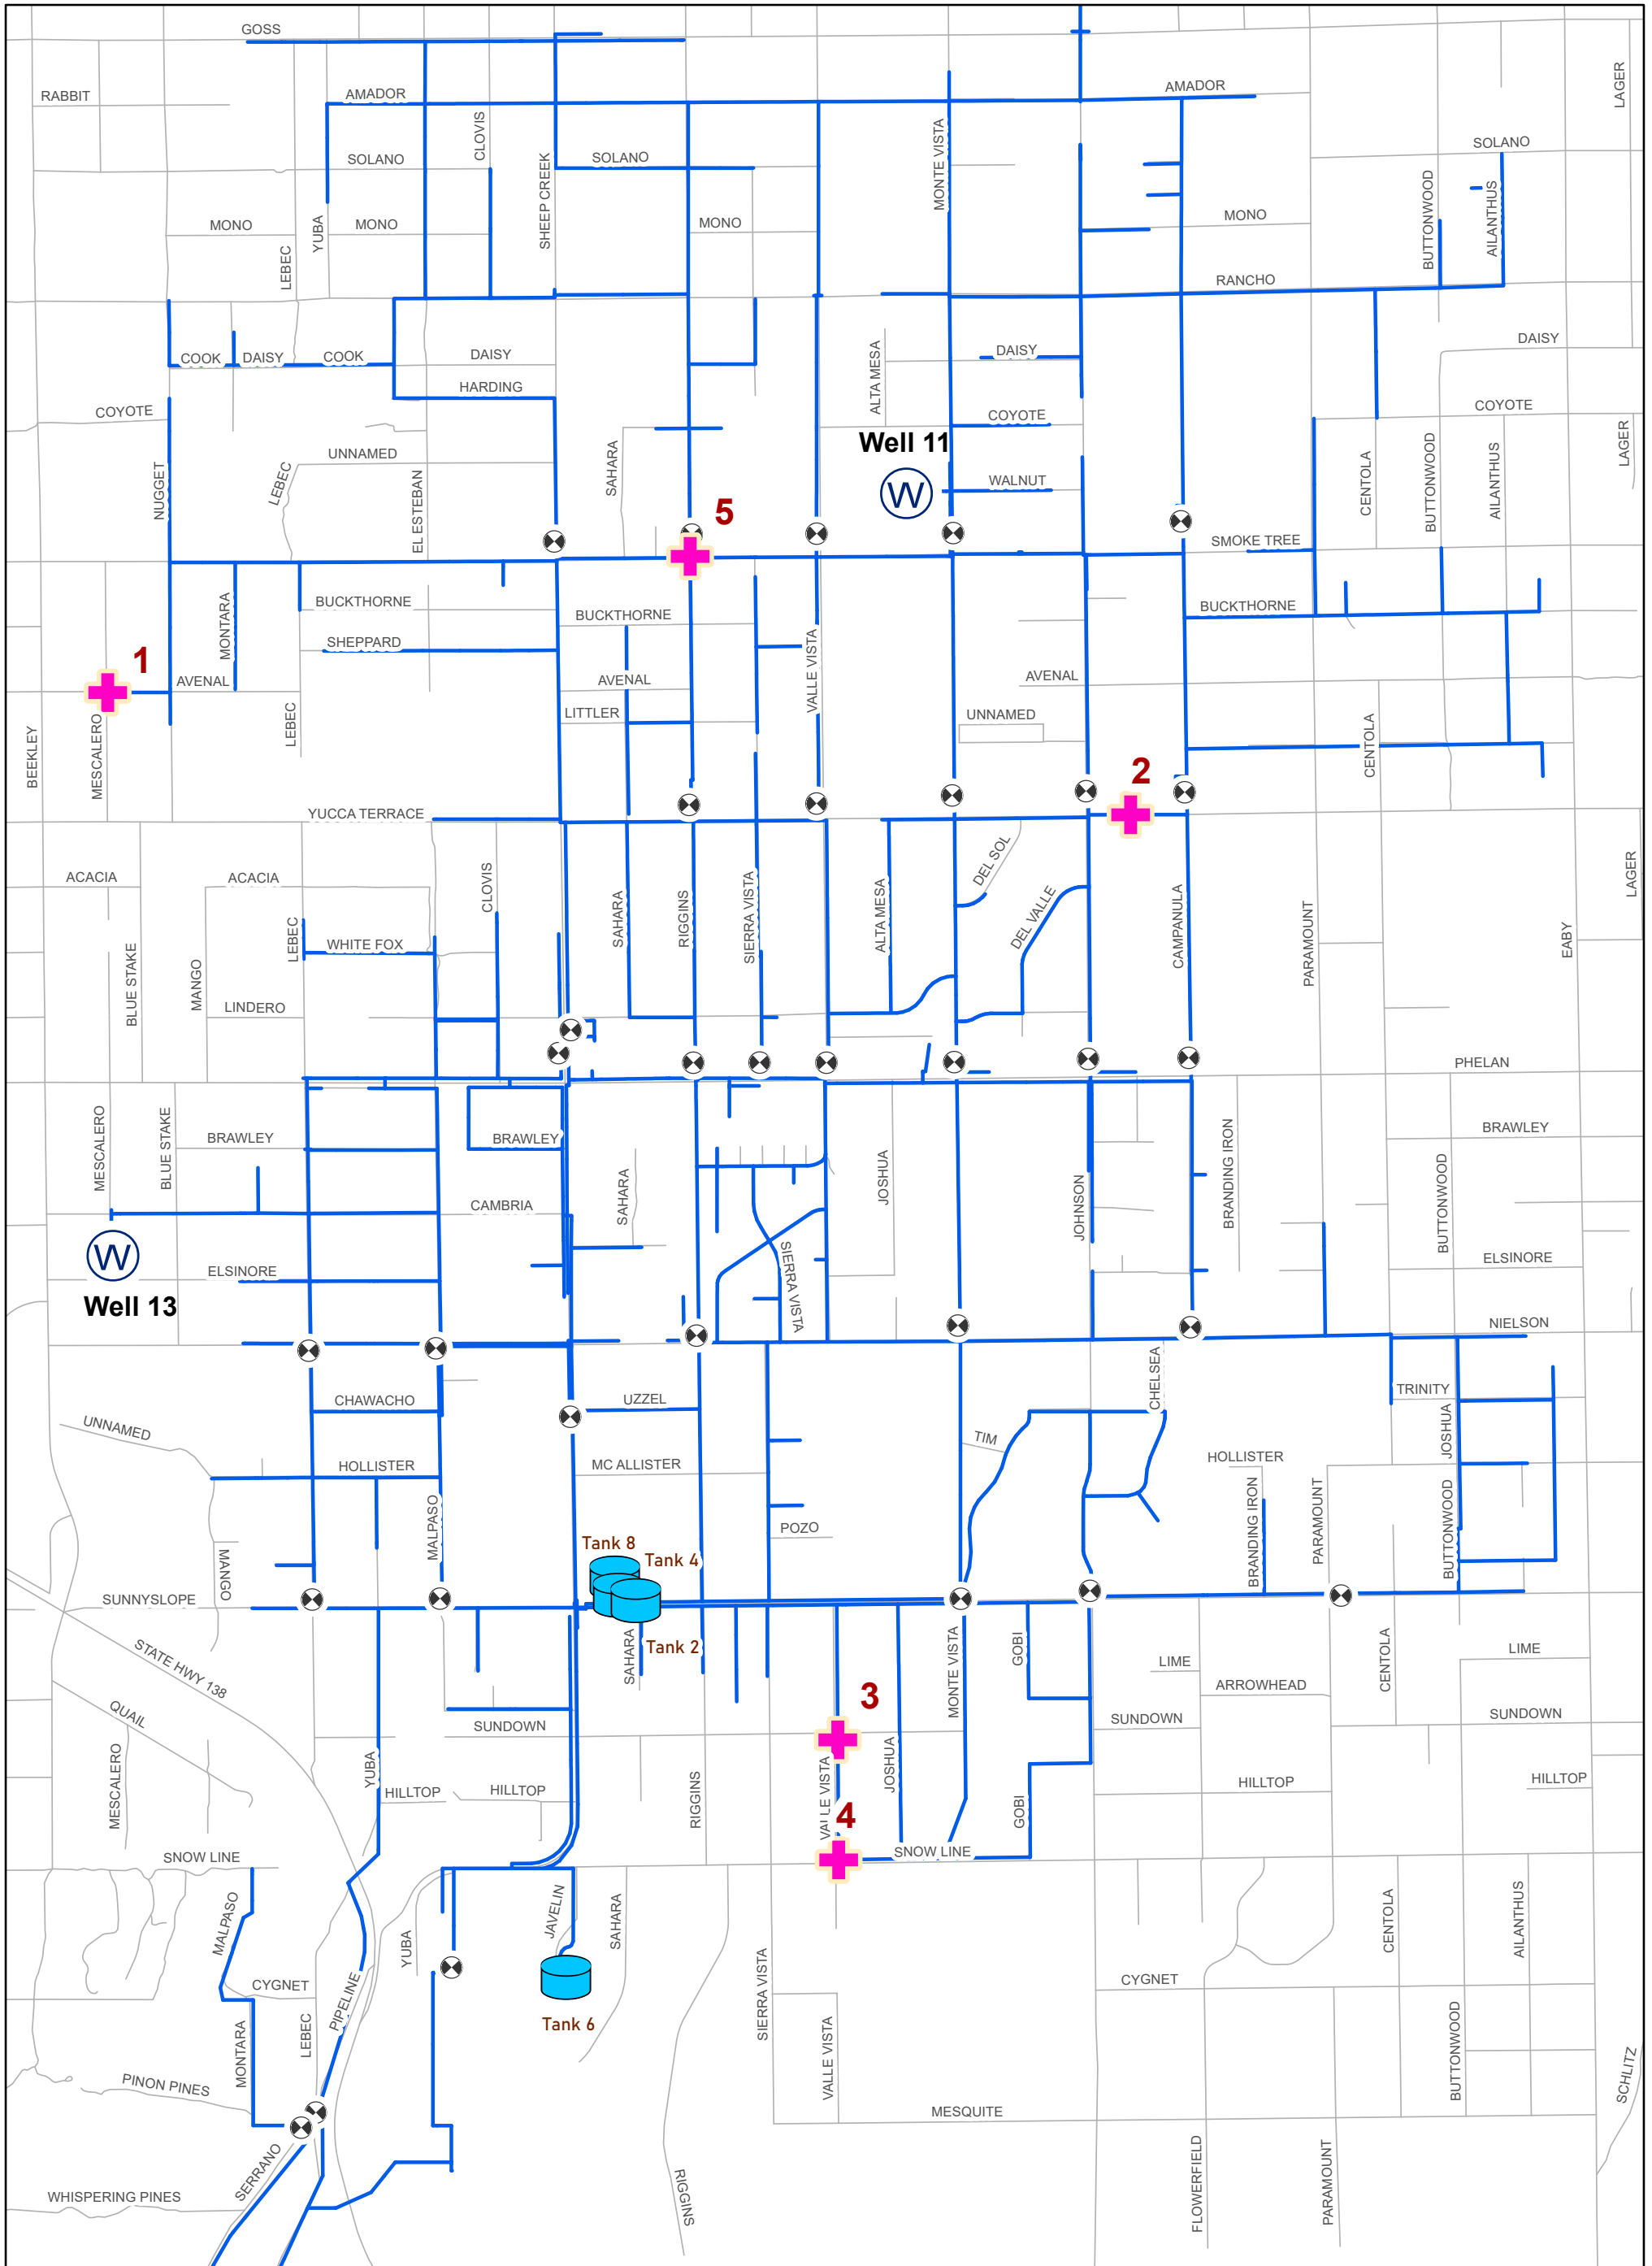 GOSS
RABBIT
AMADOR
AMADOR
LAGER
CLOVIS
SOLANO
SOLANO
SOLANO
SHEEP CREEK
MONTE VISTA
BUTTONWOOD
AILANTHUS
MONO
YUBA
MONO
MONO
MONO
LEBEC
RANCHO
COOK
DAISY
COOK
DAISY
DAISY
DAISY
ALTA MESA
HARDING
COYOTE
COYOTE
COYOTE
Well 11
W
UNNAMED
LEBEC
NUGGET
EL ESTEBAN
SAHARA
WALNUT
CENTOLA
BUTTONWOOD
AILANTHUS
LAGER
5
SMOKE TREE
MONTARA
BUCKTHORNE
BUCKTHORNE
BUCKTHORNE
SHEPPARD
VALLE VISTA
1
AVENAL
AVENAL
AVENAL
LEBEC
LITTLER
UNNAMED
BEEKLEY
MESCALERO
CENTOLA
2
YUCCA TERRACE
DEL SOL
ACACIA
ACACIA
CLOVIS
LAGER
SAHARA
RIGGINS
SIERRA VISTA
ALTA MESA
DEL VALLE
CAMPANULA
PARAMOUNT
EABY
LEBEC
WHITE FOX
BLUE STAKE
MANGO
LINDERO
PHELAN
MESCALERO
BLUE STAKE
BRAWLEY
BRAWLEY
BRAWLEY
SAHARA
JOSHUA
JOHNSON
BRANDING IRON
BUTTONWOOD
CAMBRIA
W
Well 13
ELSINORE
SIERRA VISTA
ELSINORE
NIELSON
CHELSEA
CHAWACHO
UZZEL
TRINITY
UNNAMED
TIM
JOSHUA
HOLLISTER
MC ALLISTER
HOLLISTER
MALPASO
POZO
BRANDING IRON
PARAMOUNT
BUTTONWOOD
MANGO
Tank 8
Tank 4
SUNNYSLOPE
SAHARA
Tank 2
MONTE VISTA
GOBI
LIME
CENTOLA
LIME
STATE HWY 138
3
ARROWHEAD
QUAIL
SUNDOWN
SUNDOWN
SUNDOWN
MESCALERO
YUBA
HILLTOP
HILLTOP
RIGGINS
VALLE VISTA
JOSHUA
GOBI
HILLTOP
HILLTOP
4
SNOW LINE
SNOW LINE
MALPASO
YUBA
JAVELIN
SAHARA
CENTOLA
AILANTHUS
CYGNET
PIPELINE
CYGNET
Tank 6
LEBEC
MONTARA
SIERRA VISTA
VALLE VISTA
BUTTONWOOD
SCHLITZ
PINON PINES
MESQUITE
SERRANO
WHISPERING PINES
RIGGINS
FLOWERFIELD
PARAMOUNT